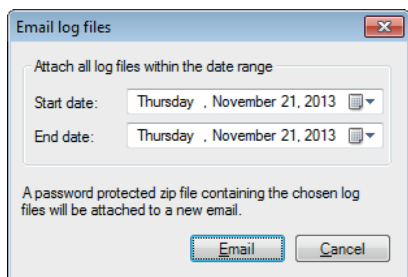 Email log files
Attach all log files within the date range
Start date: Thursday , November 21, 2013
End date: Thursday , November 21, 2013
A password protected zip file containing the chosen log
files will be attached to a new email.
Email Cancel